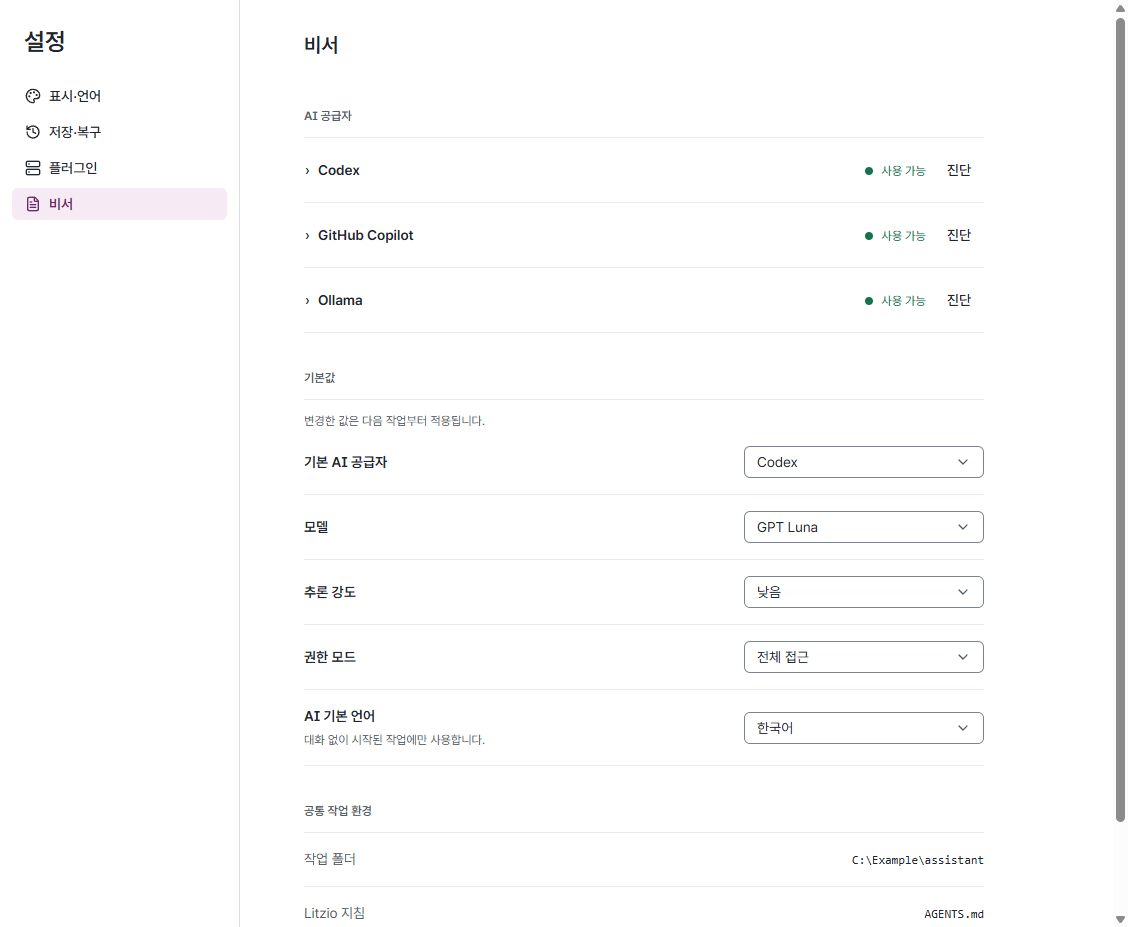 설정
표시·언어
저장·복구
플러그인
비서
비서
AI 공급자
Codex 사용 가능 진단
GitHub Copilot 사용 가능 진단
Ollama 사용 가능 진단
기본값
변경한 값은 다음 작업부터 적용됩니다.
기본 AI 공급자 Codex
모델 GPT Luna
추론 강도 낮음
권한 모드 전체 접근
AI 기본 언어 한국어
대화 없이 시작된 작업에만 사용합니다.
공통 작업 환경
작업 폴더 C:\Example\assistant
Litzio 지침 AGENTS.md